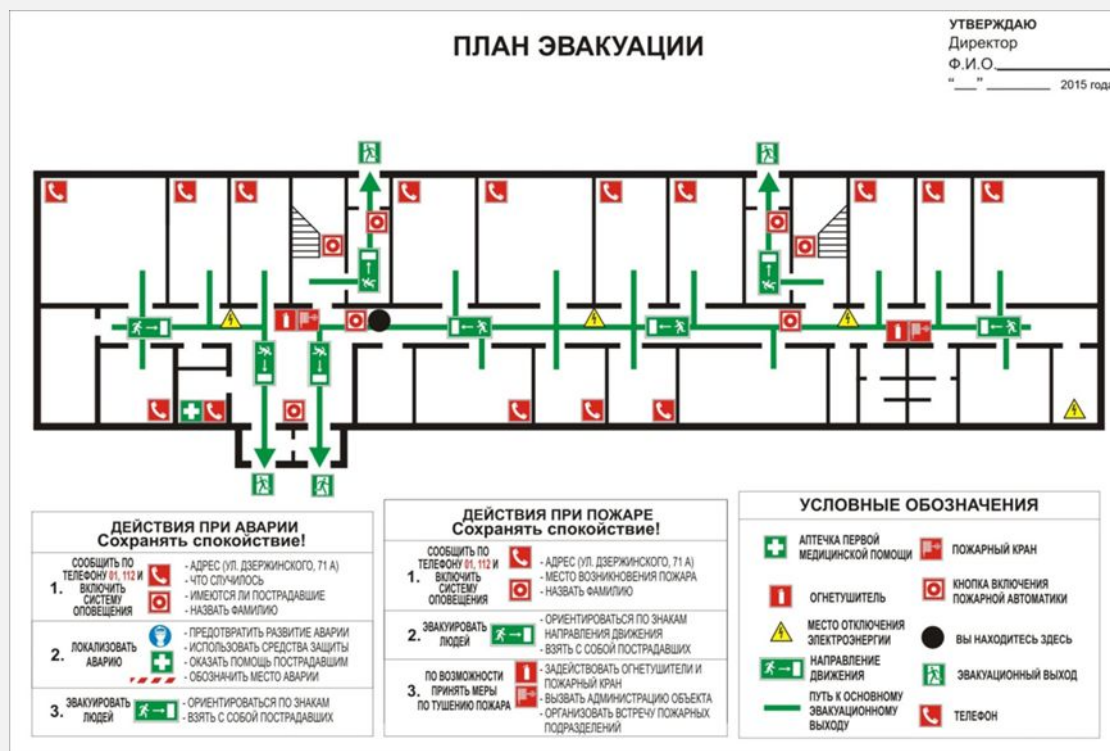 ПЛАН ЭВАКУАЦИИ
УТВЕРЖДАЮ
Директор
Ф.И.О.
"___" ________ 2015 года
ДЕЙСТВИЯ ПРИ АВАРИИ
Сохранять спокойствие!
1.
СООБЩИТЬ ПО
ТЕЛЕФОНУ 01, 112 И
ВКЛЮЧИТЬ
СИСТЕМУ
ОПОВЕЩЕНИЯ
- АДРЕС (УЛ. ДЗЕРЖИНСКОГО, 71 А)
- ЧТО СЛУЧИЛОСЬ
- ИМЕЮТСЯ ЛИ ПОСТРАДАВШИЕ
- НАЗВАТЬ ФАМИЛИЮ
2.
ЛОКАЛИЗОВАТЬ
АВАРИЮ
- ПРЕДОТВРАТИТЬ РАЗВИТИЕ АВАРИИ
- ИСПОЛЬЗОВАТЬ СРЕДСТВА ЗАЩИТЫ
- ОКАЗАТЬ ПОМОЩЬ ПОСТРАДАВШИМ
- ОБОЗНАЧИТЬ МЕСТО АВАРИИ
3.
ЭВАКУИРОВАТЬ
ЛЮДЕЙ
- ОРИЕНТИРОВАТЬСЯ ПО ЗНАКАМ
- ВЗЯТЬ С СОБОЙ ПОСТРАДАВШИХ
ДЕЙСТВИЯ ПРИ ПОЖАРЕ
Сохранять спокойствие!
1.
СООБЩИТЬ ПО
ТЕЛЕФОНУ 01, 112 И
ВКЛЮЧИТЬ
СИСТЕМУ
ОПОВЕЩЕНИЯ
- АДРЕС (УЛ. ДЗЕРЖИНСКОГО, 71 А)
- МЕСТО ВОЗНИКНОВЕНИЯ ПОЖАРА
- НАЗВАТЬ ФАМИЛИЮ
2.
ЭВАКУИРОВАТЬ
ЛЮДЕЙ
- ОРИЕНТИРОВАТЬСЯ ПО ЗНАКАМ
НАПРАВЛЕНИЯ ДВИЖЕНИЯ
- ВЗЯТЬ С СОБОЙ ПОСТРАДАВШИХ
3.
ПО ВОЗМОЖНОСТИ
ПРИНЯТЬ МЕРЫ
ПО ТУШЕНИЮ ПОЖАРА
- ЗАДЕЙСТВОВАТЬ ОГНЕТУШИТЕЛИ И
ПОЖАРНЫЙ КРАН
- ВЫЗВАТЬ АДМИНИСТРАЦИЮ ОБЪЕКТА
- ОРГАНИЗОВАТЬ ВСТРЕЧУ ПОЖАРНЫХ
ПОДРАЗДЕЛЕНИЙ
УСЛОВНЫЕ ОБОЗНАЧЕНИЯ
АПТЕЧКА ПЕРВОЙ
МЕДИЦИНСКОЙ ПОМОЩИ
ПОЖАРНЫЙ КРАН
ОГНЕТУШИТЕЛЬ
КНОПКА ВКЛЮЧЕНИЯ
ПОЖАРНОЙ АВТОМАТИКИ
МЕСТО ОТКЛЮЧЕНИЯ
ЭЛЕКТРОЭНЕРГИИ
ВЫ НАХОДИТЕСЬ ЗДЕСЬ
НАПРАВЛЕНИЕ
ДВИЖЕНИЯ
ЭВАКУАЦИОННЫЙ ВЫХОД
ПУТЬ К ОСНОВНОМУ
ЭВАКУАЦИОННОМУ
ВЫХОДУ
ТЕЛЕФОН